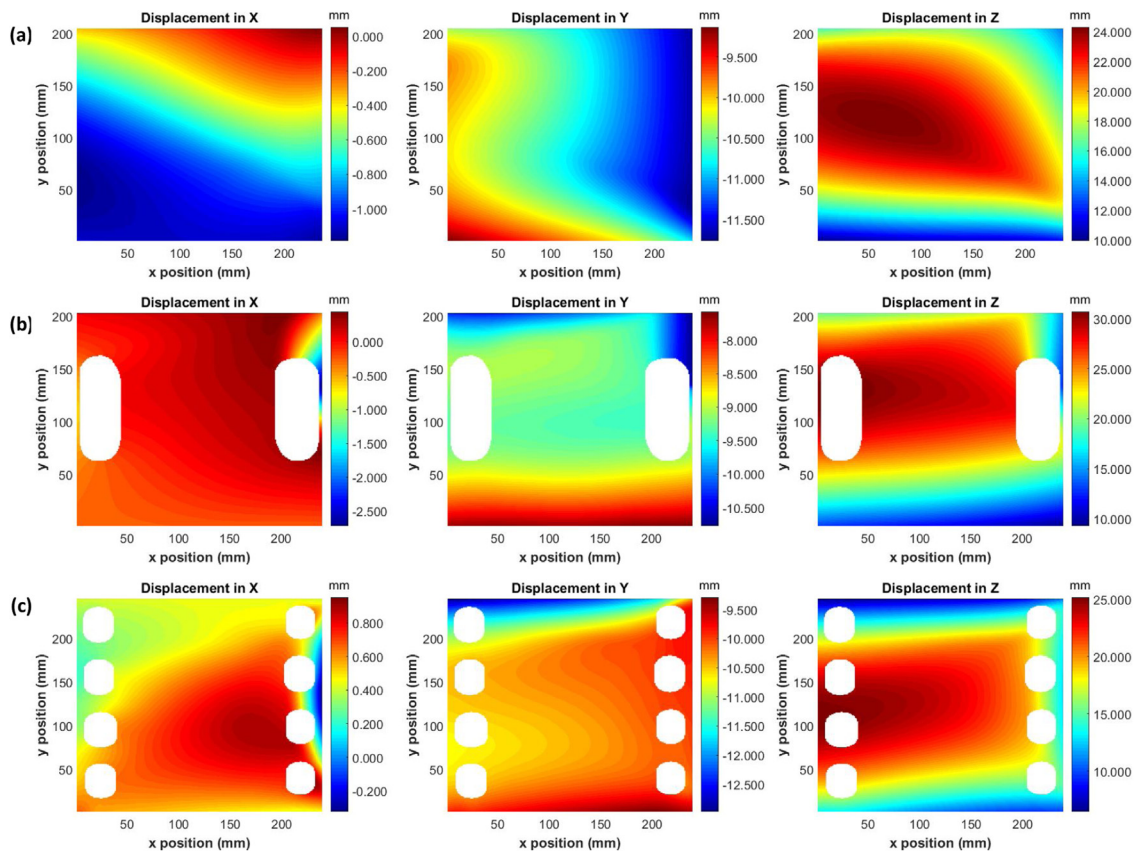 (a)
Displacement in X
mm
y position (mm)
200
150
100
50
50 100 150 200
x position (mm)
0.000
-0.200
-0.400
-0.600
-0.800
-1.000
Displacement in Y
mm
y position (mm)
200
150
100
50
50 100 150 200
x position (mm)
-9.500
-10.000
-10.500
-11.000
-11.500
Displacement in Z
mm
y position (mm)
200
150
100
50
50 100 150 200
x position (mm)
24.000
22.000
20.000
18.000
16.000
14.000
12.000
10.000
(b)
Displacement in X
mm
y position (mm)
200
150
100
50
50 100 150 200
x position (mm)
0.000
-0.500
-1.000
-1.500
-2.000
-2.500
Displacement in Y
mm
y position (mm)
200
150
100
50
50 100 150 200
x position (mm)
-8.000
-8.500
-9.000
-9.500
-10.000
-10.500
Displacement in Z
mm
y position (mm)
200
150
100
50
50 100 150 200
x position (mm)
30.000
25.000
20.000
15.000
10.000
(c)
Displacement in X
mm
y position (mm)
200
150
100
50
50 100 150 200
x position (mm)
0.800
0.600
0.400
0.200
0.000
-0.200
Displacement in Y
mm
y position (mm)
200
150
100
50
50 100 150 200
x position (mm)
-9.500
-10.000
-10.500
-11.000
-11.500
-12.000
-12.500
Displacement in Z
mm
y position (mm)
200
150
100
50
50 100 150 200
x position (mm)
25.000
20.000
15.000
10.000